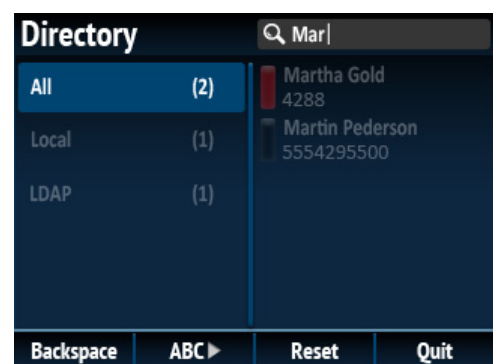 Directory
Mar
All (2)
Local (1)
LDAP (1)
Martha Gold
4288
Martin Pederson
5554295500
Backspace ABC▶ Reset Quit